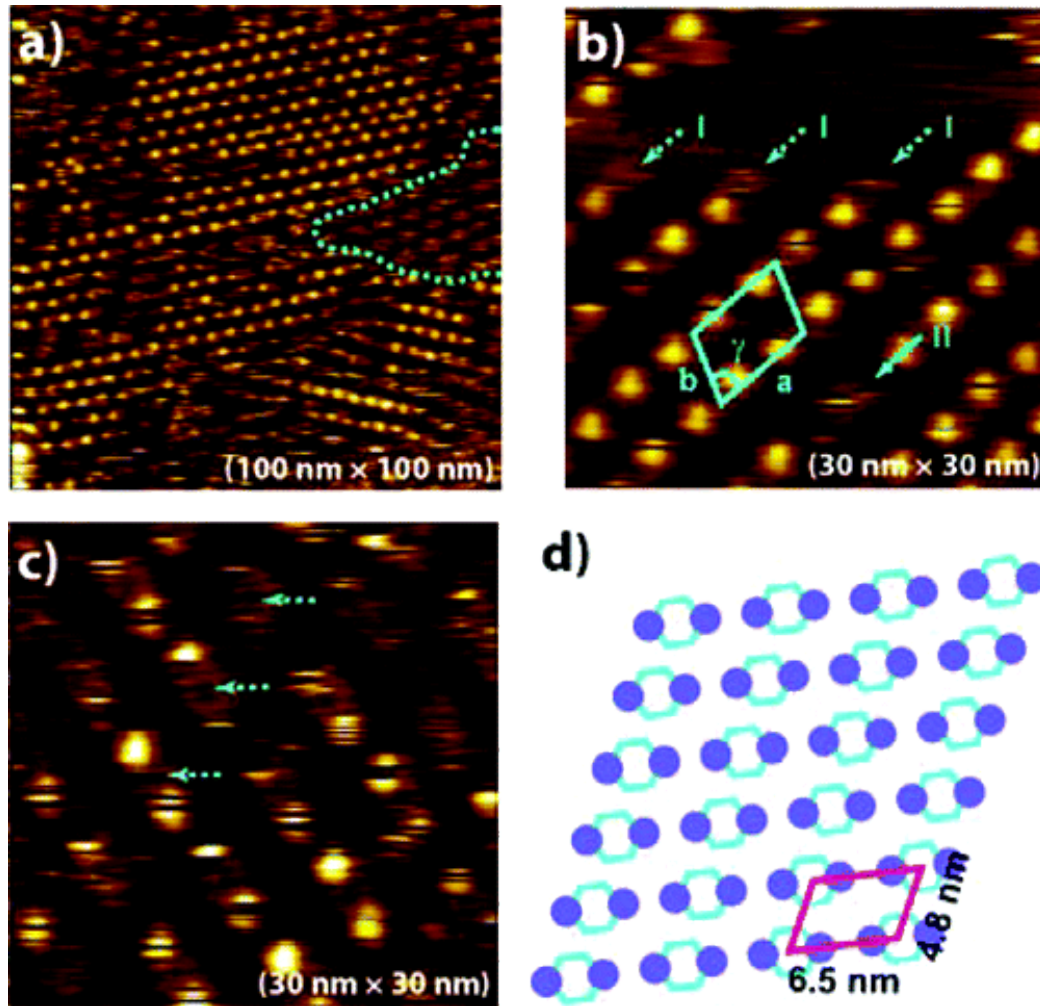 a)
(100 nm × 100 nm)
b)
I
I
I
II
γ
b
a
(30 nm × 30 nm)
c)
(30 nm × 30 nm)
d)
4.8 nm
6.5 nm